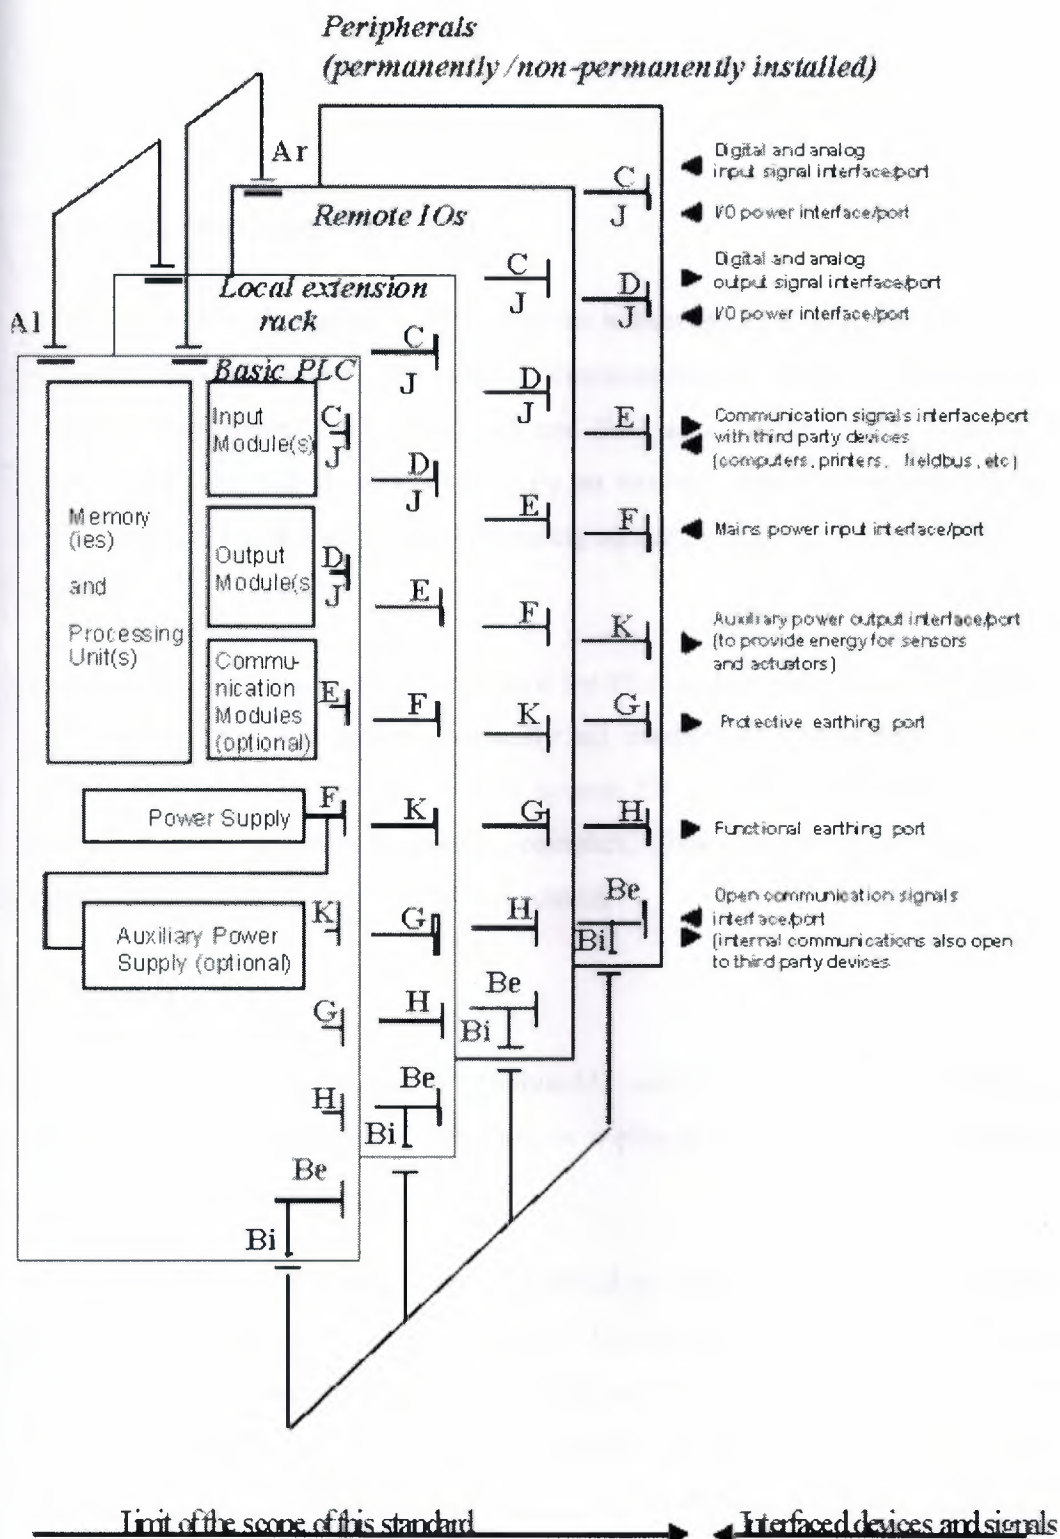 Peripherals
(permanently/non-permanently installed)
Ar
Remote IOs
Al
Local extension
rack
Basic PLC
Memory
(ies)
and
Processing
Unit(s)
Input
Module(s)
C
J
Output
Module(s
D
J
Commu-
nication
Modules
(optional)
E
Power Supply
F
Auxiliary Power
Supply (optional)
K
G
H
Be
Bi
C
J
D
J
E
F
K
G
H
Be
Bi
C
J
D
J
E
F
K
G
H
Be
Bi
C
J
D
J
E
F
K
G
H
Be
Bi
Digital and analog
input signal interface/port
I/O power interface/port
Digital and analog
output signal interface/port
I/O power interface/port
Communication signals interface/port
with third party devices
(computers, printers, fieldbus, etc)
Mains power input interface/port
Auxiliary power output interface/port
(to provide energy for sensors
and actuators)
Protective earthing port
Functional earthing port
Open communication signals
interface/port
(internal communications also open
to third party devices
Limit of the scope of this standard
Interfaced devices and signals